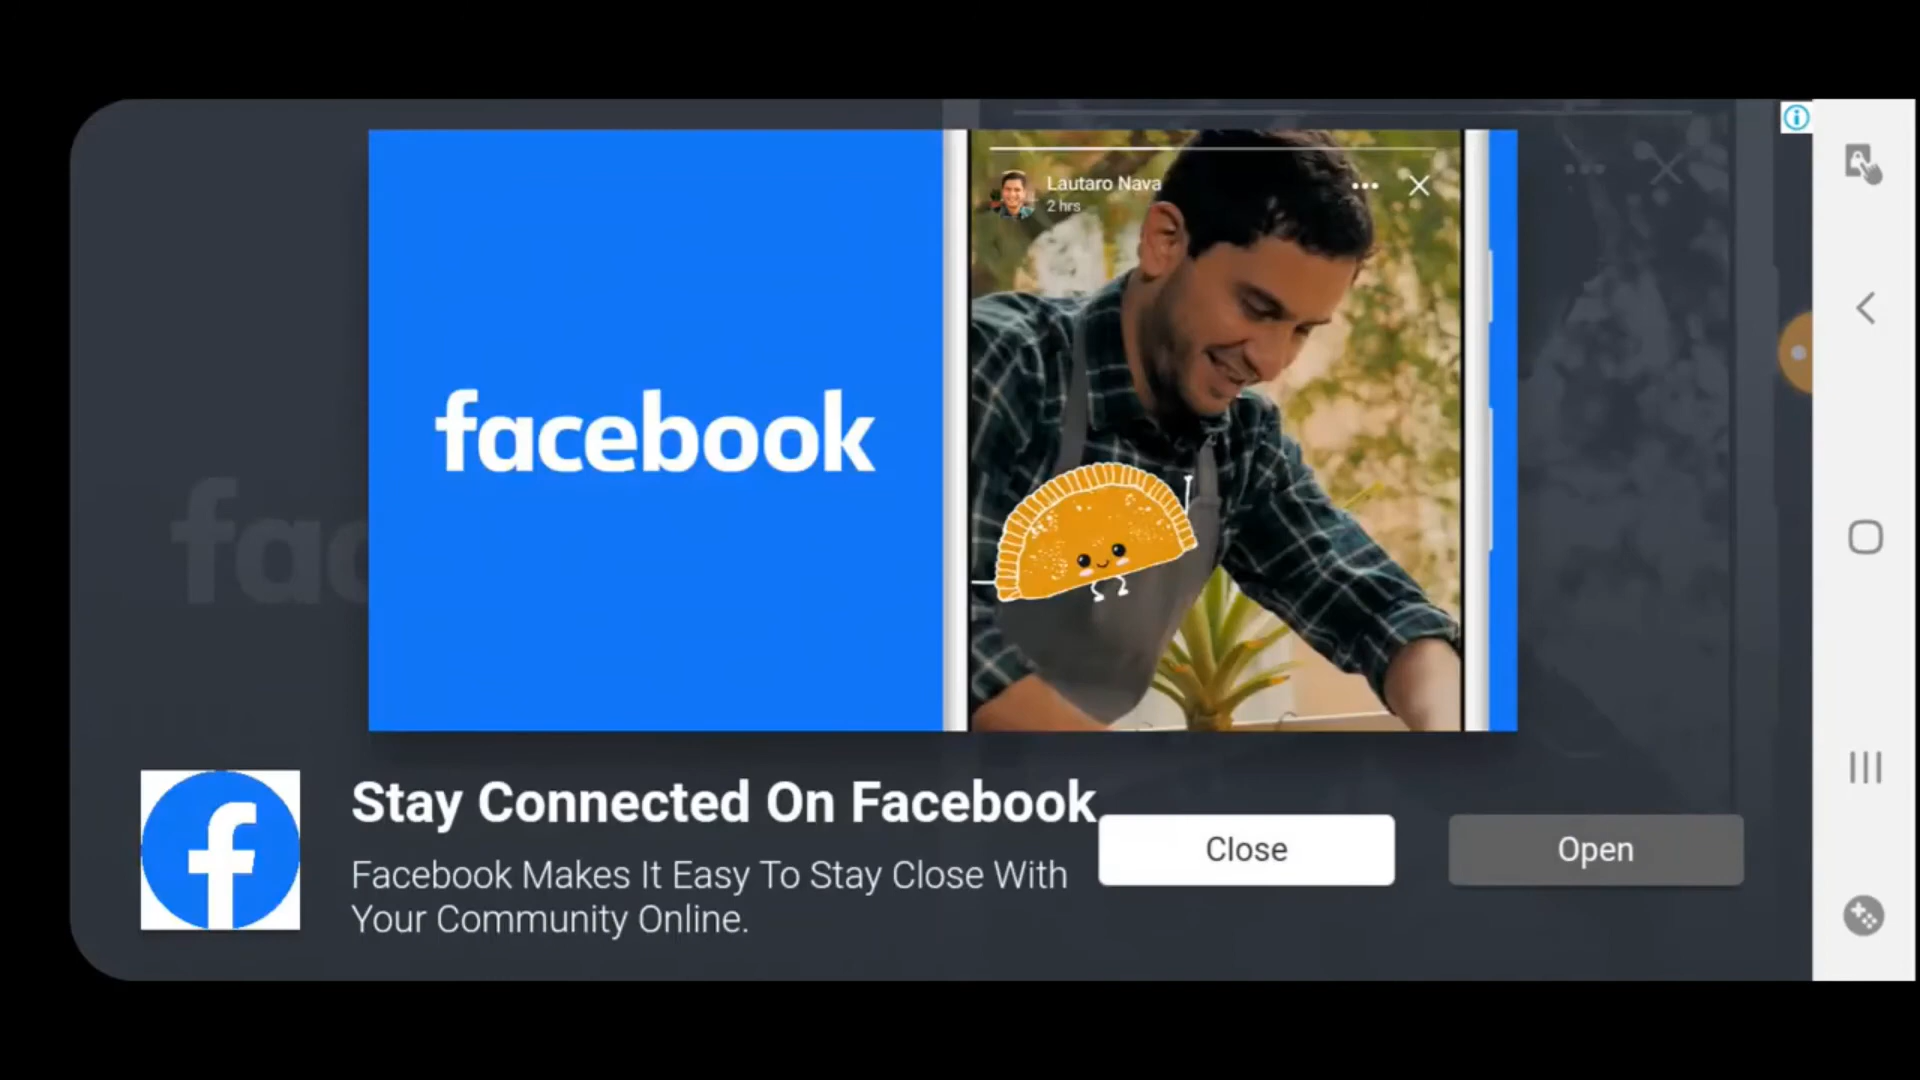 facebook
Lautaro Nava
2 hrs
fac
Stay Connected On Facebook
Facebook Makes It Easy To Stay Close With
Your Community Online.
Close
Open